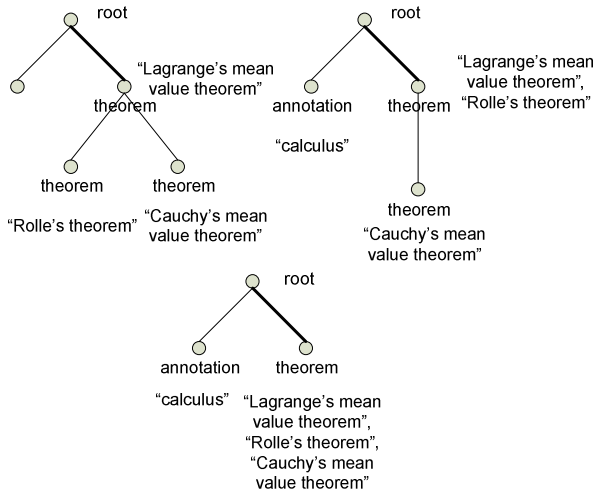 root
“Lagrange’s mean
value theorem”
theorem
theorem
theorem
“Rolle’s theorem”
“Cauchy’s mean
value theorem”
root
“Lagrange’s mean
value theorem”,
“Rolle’s theorem”
annotation
theorem
“calculus”
theorem
“Cauchy’s mean
value theorem”
root
annotation
theorem
“calculus”
“Lagrange’s mean
value theorem”,
“Rolle’s theorem”,
“Cauchy’s mean
value theorem”